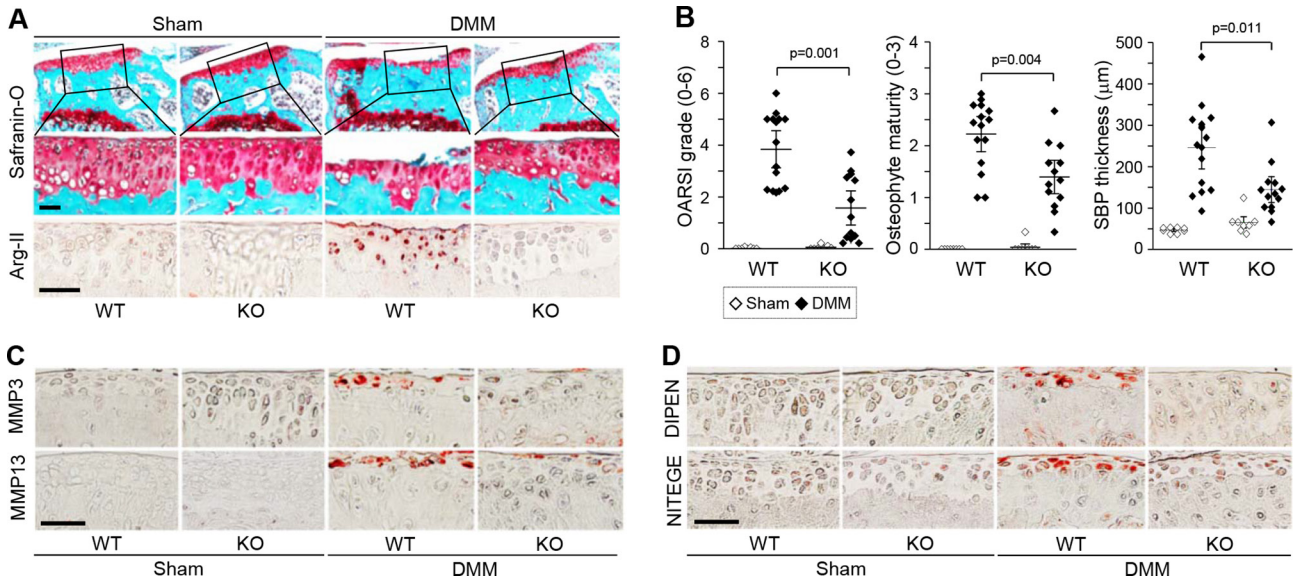 A
Sham
DMM
Safranin-O
Arg-II
WT
KO
WT
KO
B
OARSI grade (0-6)
8
6
4
2
0
p=0.001
WT
KO
Osteophyte maturity (0-3)
4
3
2
1
0
p=0.004
WT
KO
SBP thickness (µm)
500
400
300
200
100
0
p=0.011
WT
KO
Sham DMM
C
MMP3
MMP13
WT
KO
WT
KO
Sham
DMM
D
DIPEN
NITEGE
WT
KO
WT
KO
Sham
DMM